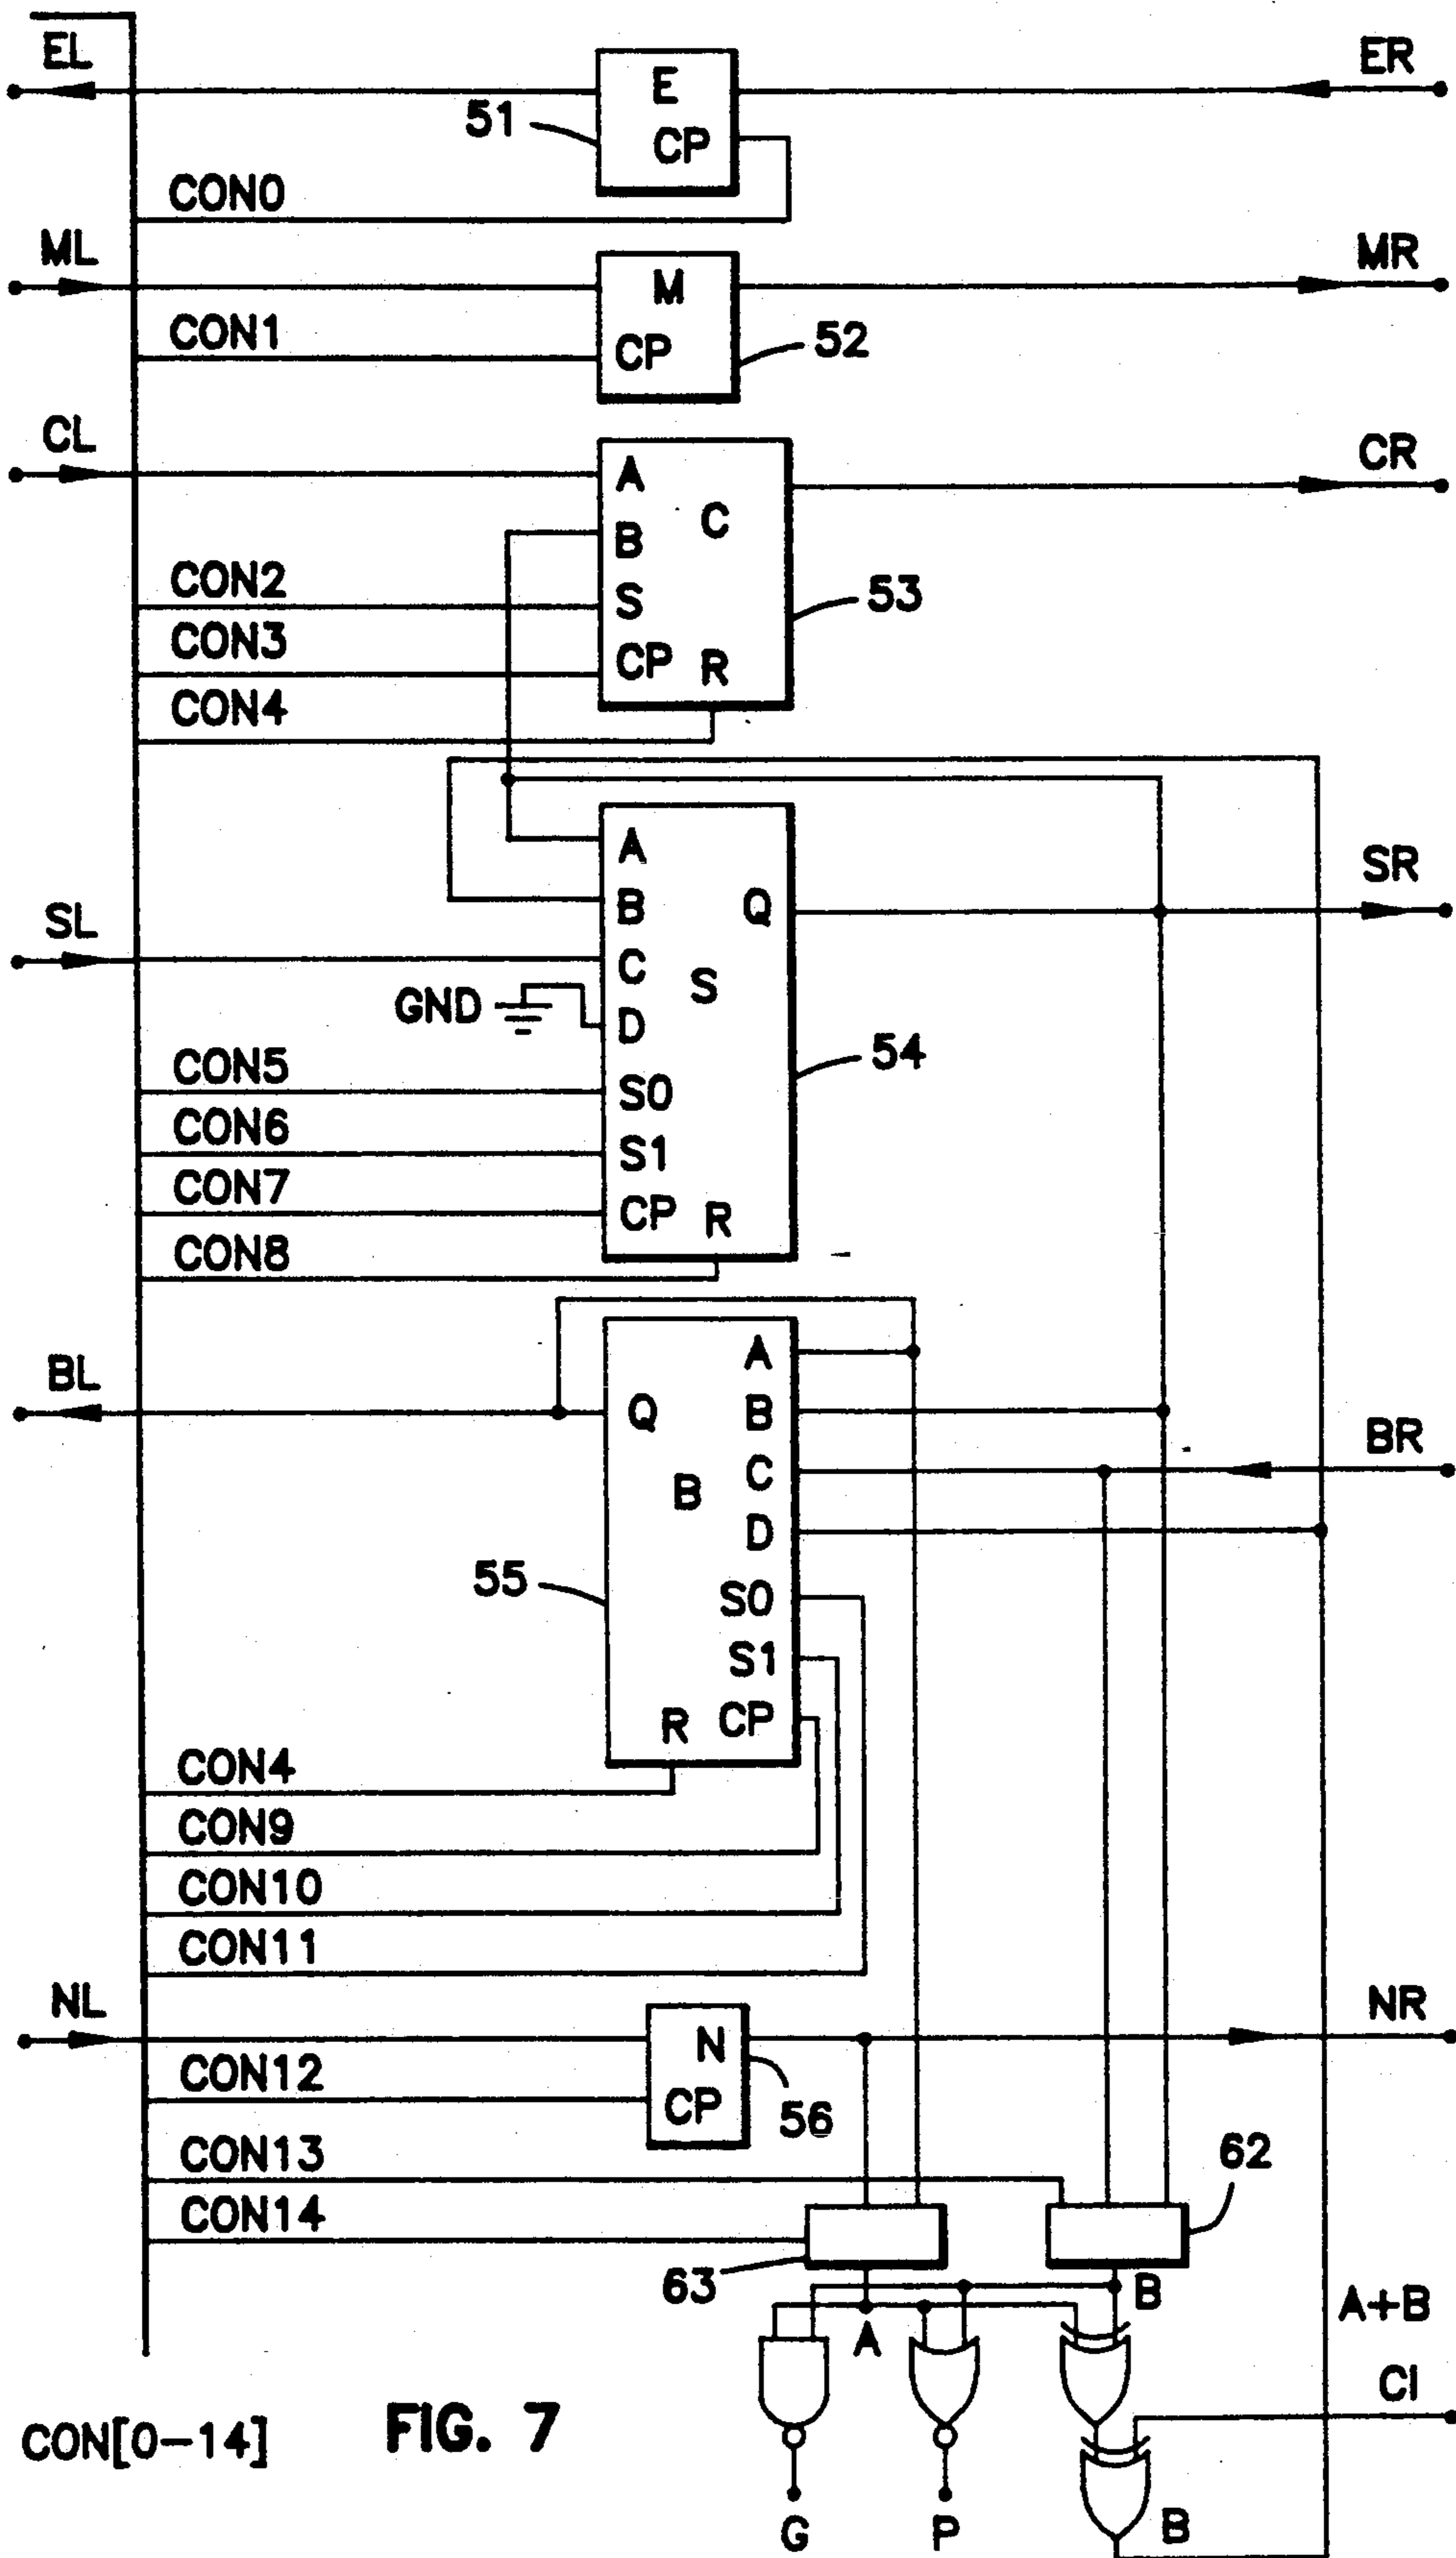 EL
E
ER
51
CP
CON0
ML
M
MR
CON1
CP
52
CL
A
C
CR
B
CON2
S
53
CON3
CP
R
CON4
A
SR
B
Q
SL
C
S
GND
D
54
CON5
S0
CON6
S1
CON7
CP
R
CON8
A
BL
Q
B
BR
C
B
D
55
S0
S1
R
CP
CON4
CON9
CON10
CON11
NL
N
NR
CON12
CP
56
CON13
62
CON14
63
B
A+B
A
CI
CON[0-14]
FIG. 7
B
G
P